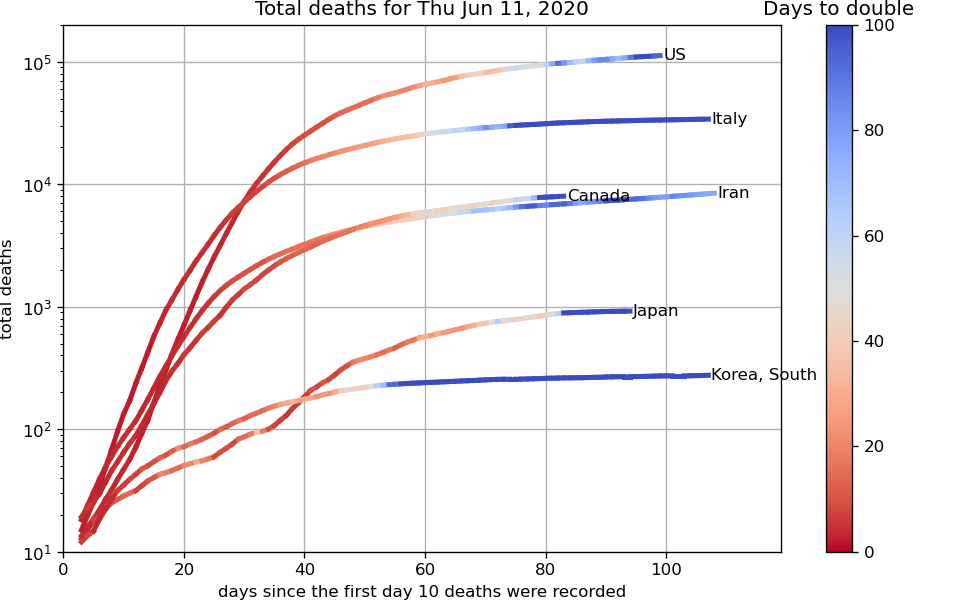 Total deaths for Thu Jun 11, 2020
Days to double
total deaths
10^5
10^4
10^3
10^2
10^1
US
Italy
Canada
Iran
Japan
Korea, South
0 20 40 60 80 100
days since the first day 10 deaths were recorded
100
80
60
40
20
0